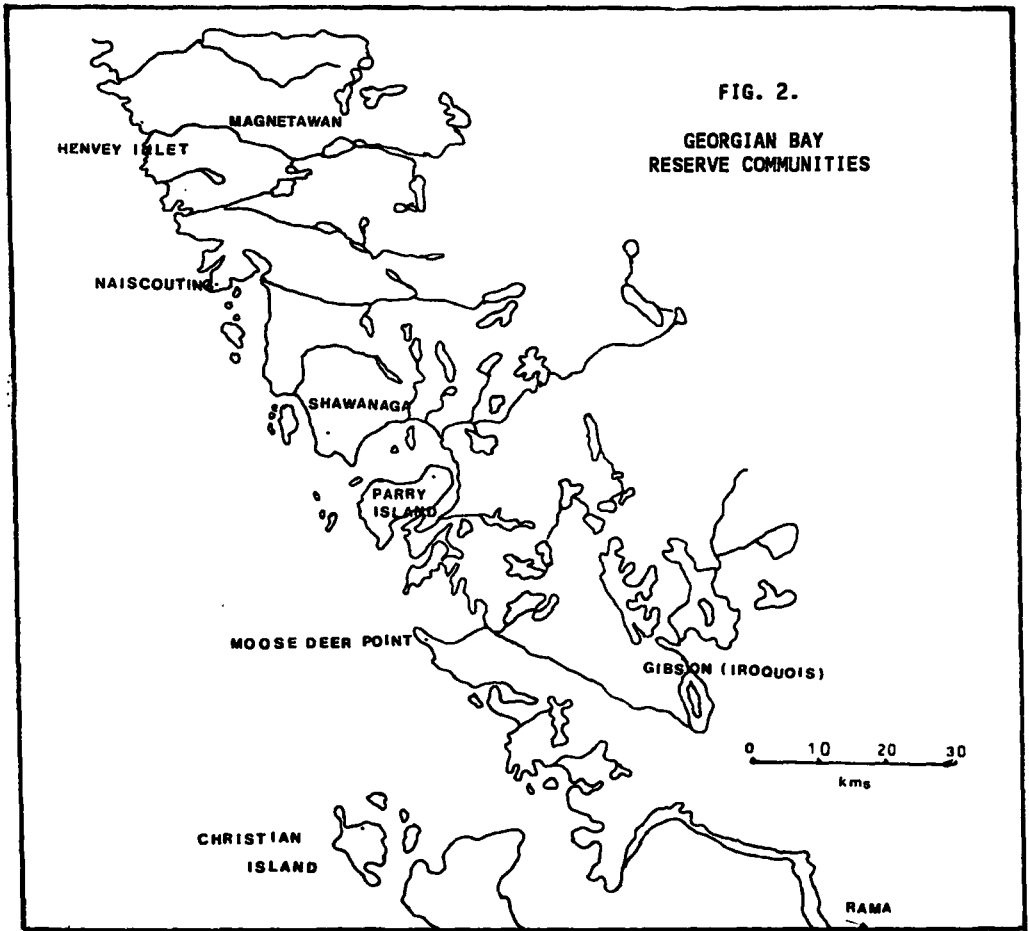 FIG. 2.
GEORGIAN BAY
RESERVE COMMUNITIES
MAGNETAWAN
HENVEY INLET
NAISCOUTING
SHAWANAGA
PARRY
ISLAND
MOOSE DEER POINT
GIBSON (IROQUOIS)
0 10 20 30
kms
CHRISTIAN
ISLAND
RAMA